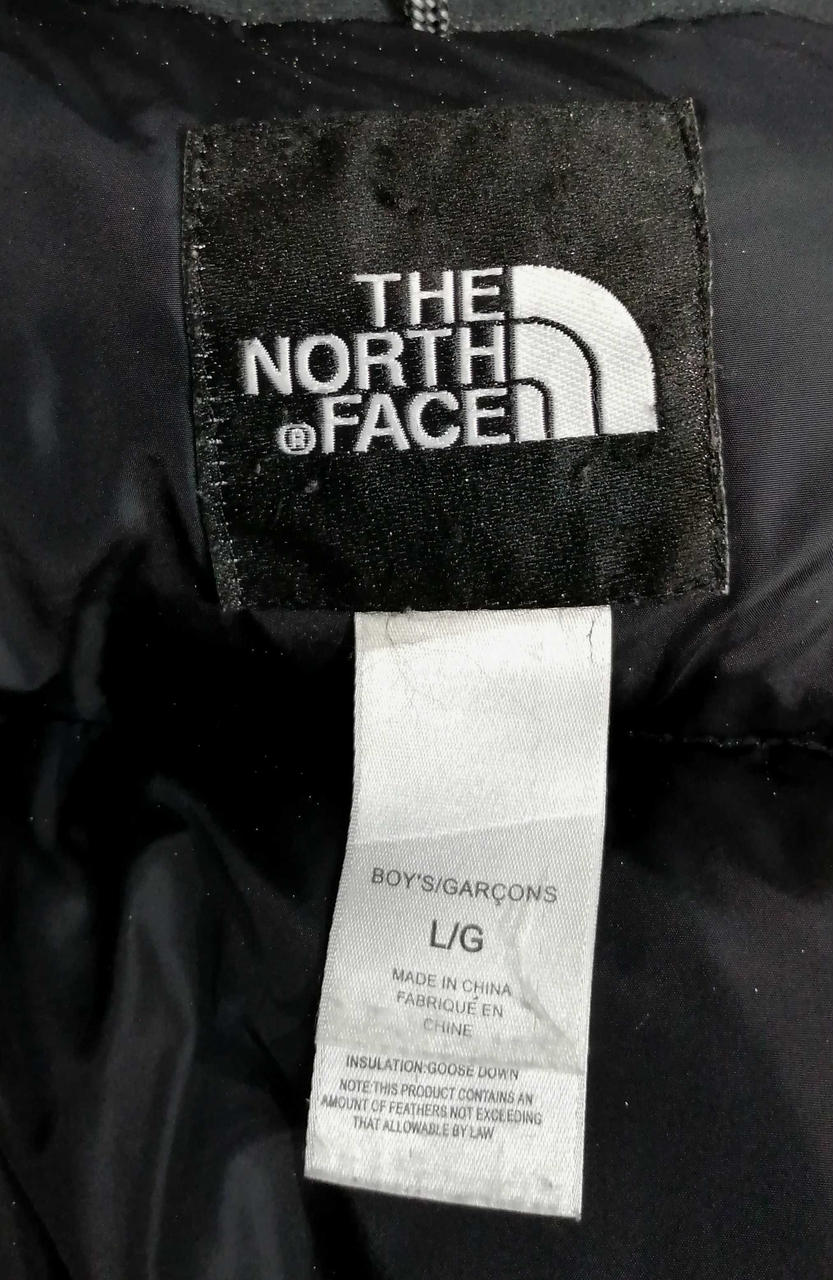 THE
NORTH
®FACE
BOY'S/GARÇONS
L/G
MADE IN CHINA
FABRIQUÉ EN
CHINE
INSULATION:GOOSE DOWN
NOTE:THIS PRODUCT CONTAINS AN
AMOUNT OF FEATHERS NOT EXCEEDING
THAT ALLOWABLE BY LAW